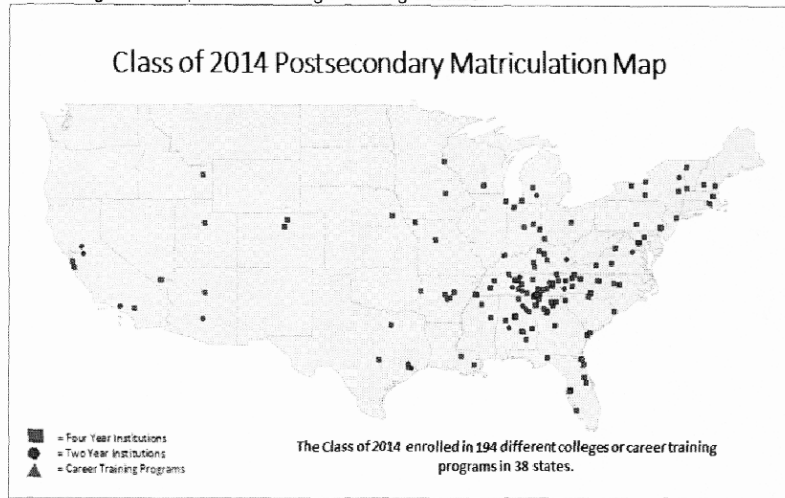 Class of 2014 Postsecondary Matriculation Map
= Four Year Institutions
= Two Year Institutions
= Career Training Programs
The Class of 2014 enrolled in 194 different colleges or career training
programs in 38 states.